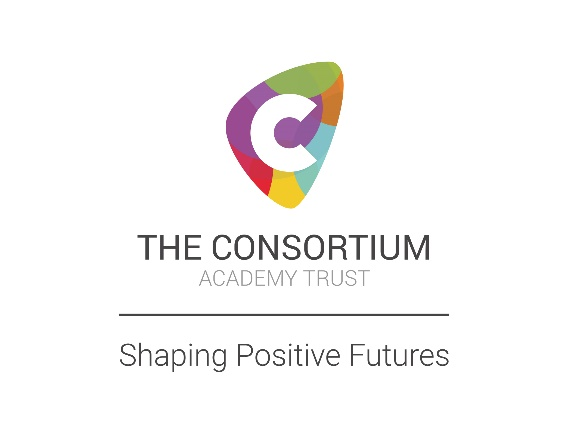 C
THE CONSORTIUM
ACADEMY TRUST
Shaping Positive Futures